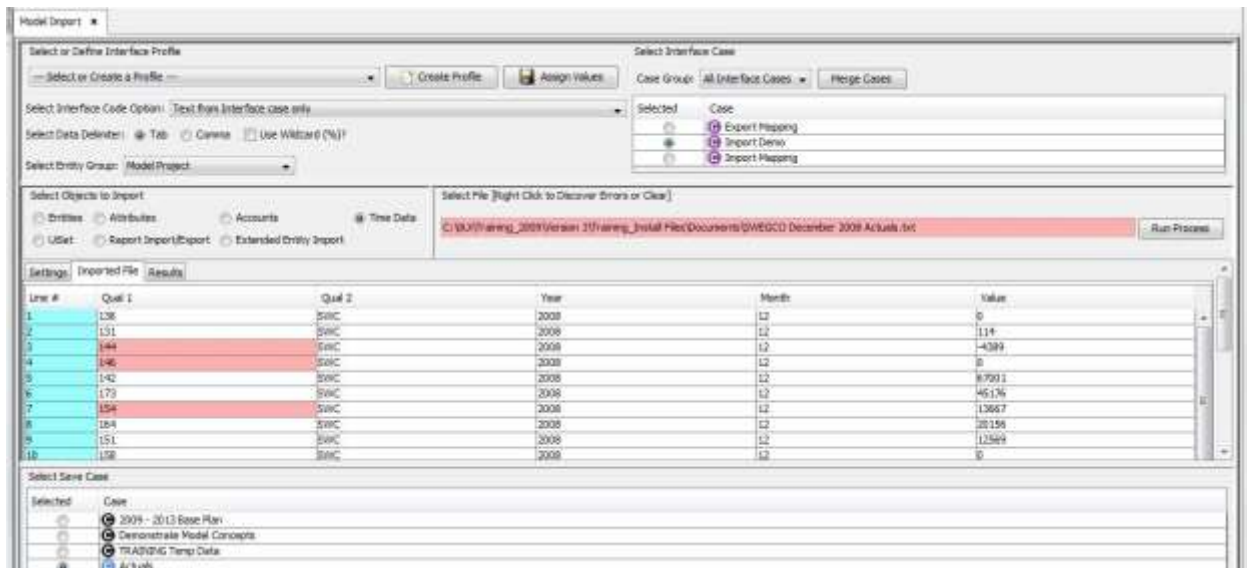 Model Import
Select or Define Interface Profile
--- Select or Create a Profile ---
Create Profile
Assign Values
Select Interface Code Option: Text from Interface case only
Select Data Delimiter: Tab Comma Use Wildcard (%)?
Select Entity Group: Model Project
Select Interface Case
Case Group: All Interface Cases Merge Cases
Selected Case
Export Mapping
Import Demo
Import Mapping
Select Objects to Import
Entities Attributes Accounts Time Data
USet Report Import/Export Extended Entity Import
Select File [Right Click to Discover Errors or Clear]
December 2009 Actuals.txt
Run Process
Settings Imported File Results
Line # Qual 1 Qual 2 Year Month Value
1 138 SWC 2008 12 0
2 131 SWC 2008 12 114
3 144 SWC 2008 12 -4389
4 146 SWC 2008 12 0
5 142 SWC 2008 12
6 173 SWC 2008 12 45176
7 154 SWC 2008 12 13667
8 164 SWC 2008 12 20156
9 151 SWC 2008 12 12569
10 158 SWC 2008 12 0
Select Save Case
Selected Case
2009 - 2013 Base Plan
Demonstrate Model Concepts
TRAINING Temp Data
Actuals